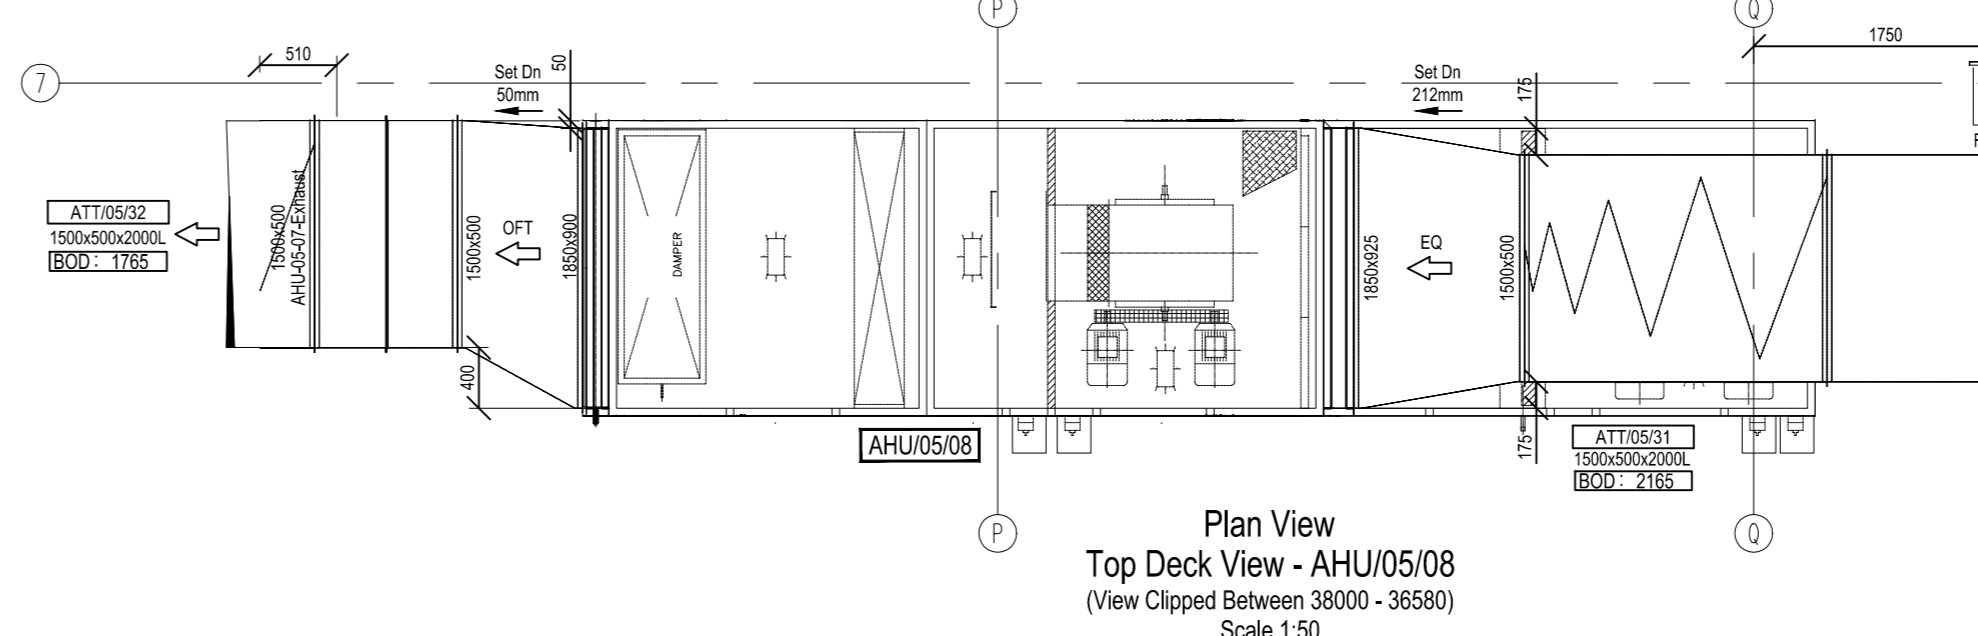 P
Q
1750
510
50
7
Set Dn
50mm
Set Dn
212mm
175
ATT/05/32
1500x500x2000L
BOD: 1765
1500x500
AHU-05-07-Exhaust
1500x500
OFT
1850x900
DAMPER
1850x925
EQ
1500x500
400
AHU/05/08
175
ATT/05/31
1500x500x2000L
BOD: 2165
P
Q
Plan View
Top Deck View - AHU/05/08
(View Clipped Between 38000 - 36580)
Scale 1:50